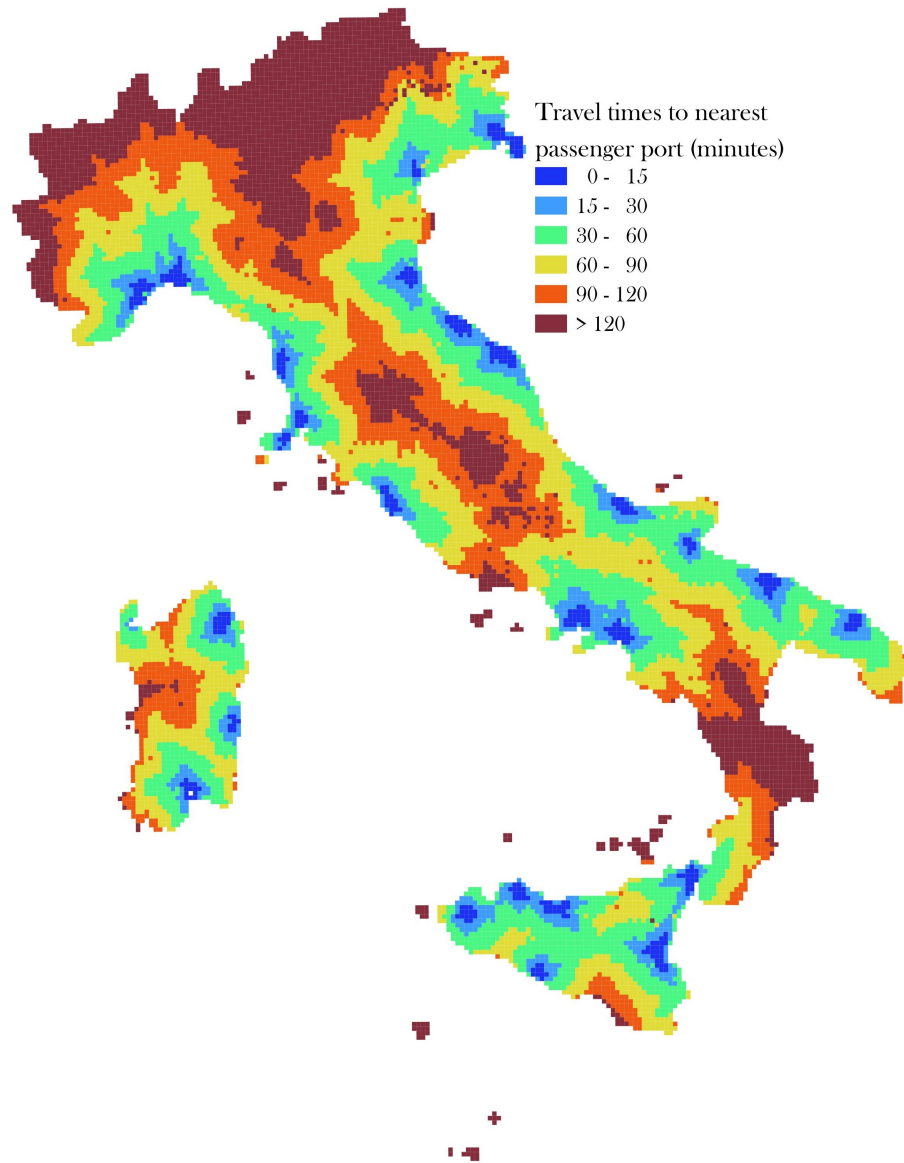 Travel times to nearest
passenger port (minutes)
0 - 15
15 - 30
30 - 60
60 - 90
90 - 120
> 120